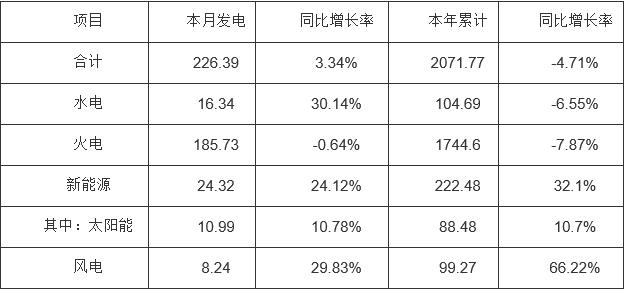 项目 本月发电 同比增长率 本年累计 同比增长率
合计 226.39 3.34% 2071.77 -4.71%
水电 16.34 30.14% 104.69 -6.55%
火电 185.73 -0.64% 1744.6 -7.87%
新能源 24.32 24.12% 222.48 32.1%
其中：太阳能 10.99 10.78% 88.48 10.7%
风电 8.24 29.83% 99.27 66.22%